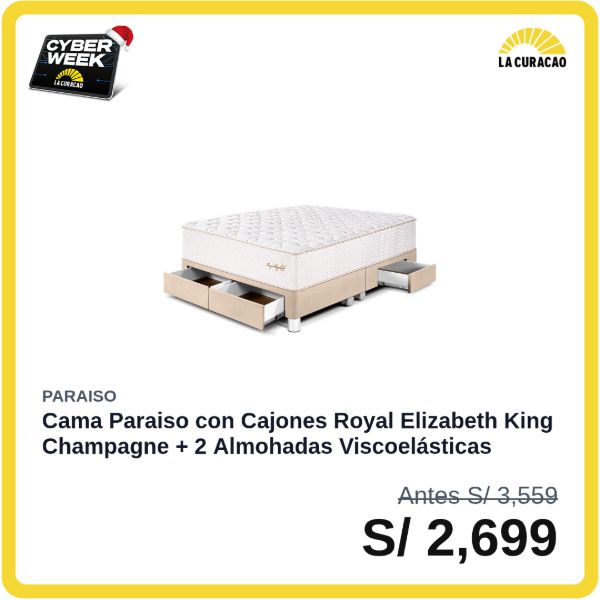 CYBER
WEEK
LA CURACAO
LA CURACAO
PARAISO
Cama Paraiso con Cajones Royal Elizabeth King
Champagne + 2 Almohadas Viscoelásticas
Antes S/ 3,559
S/ 2,699